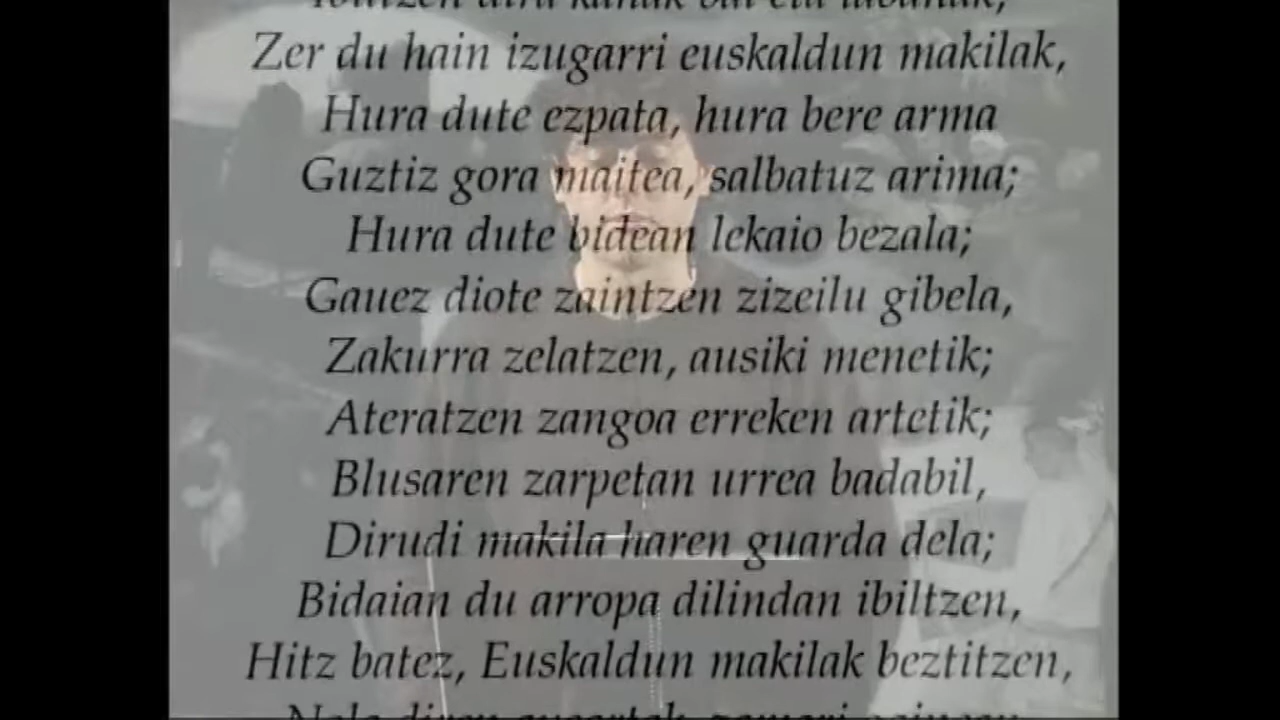 Zer du hain izugarri euskaldun makilak,
Hura dute ezpata, hura bere arma
Guztiz gora maitea, salbatuz arima;
Hura dute bidean lekaio bezala;
Gauez diote zaintzen zizeilu gibela,
Zakurra zelatzen, ausiki menetik;
Ateratzen zangoa erreken artetik;
Blusaren zarpetan urrea badabil,
Dirudi makila haren guarda dela;
Bidaian du arropa dilindan ibiltzen,
Hitz batez, Euskaldun makilak beztitzen,